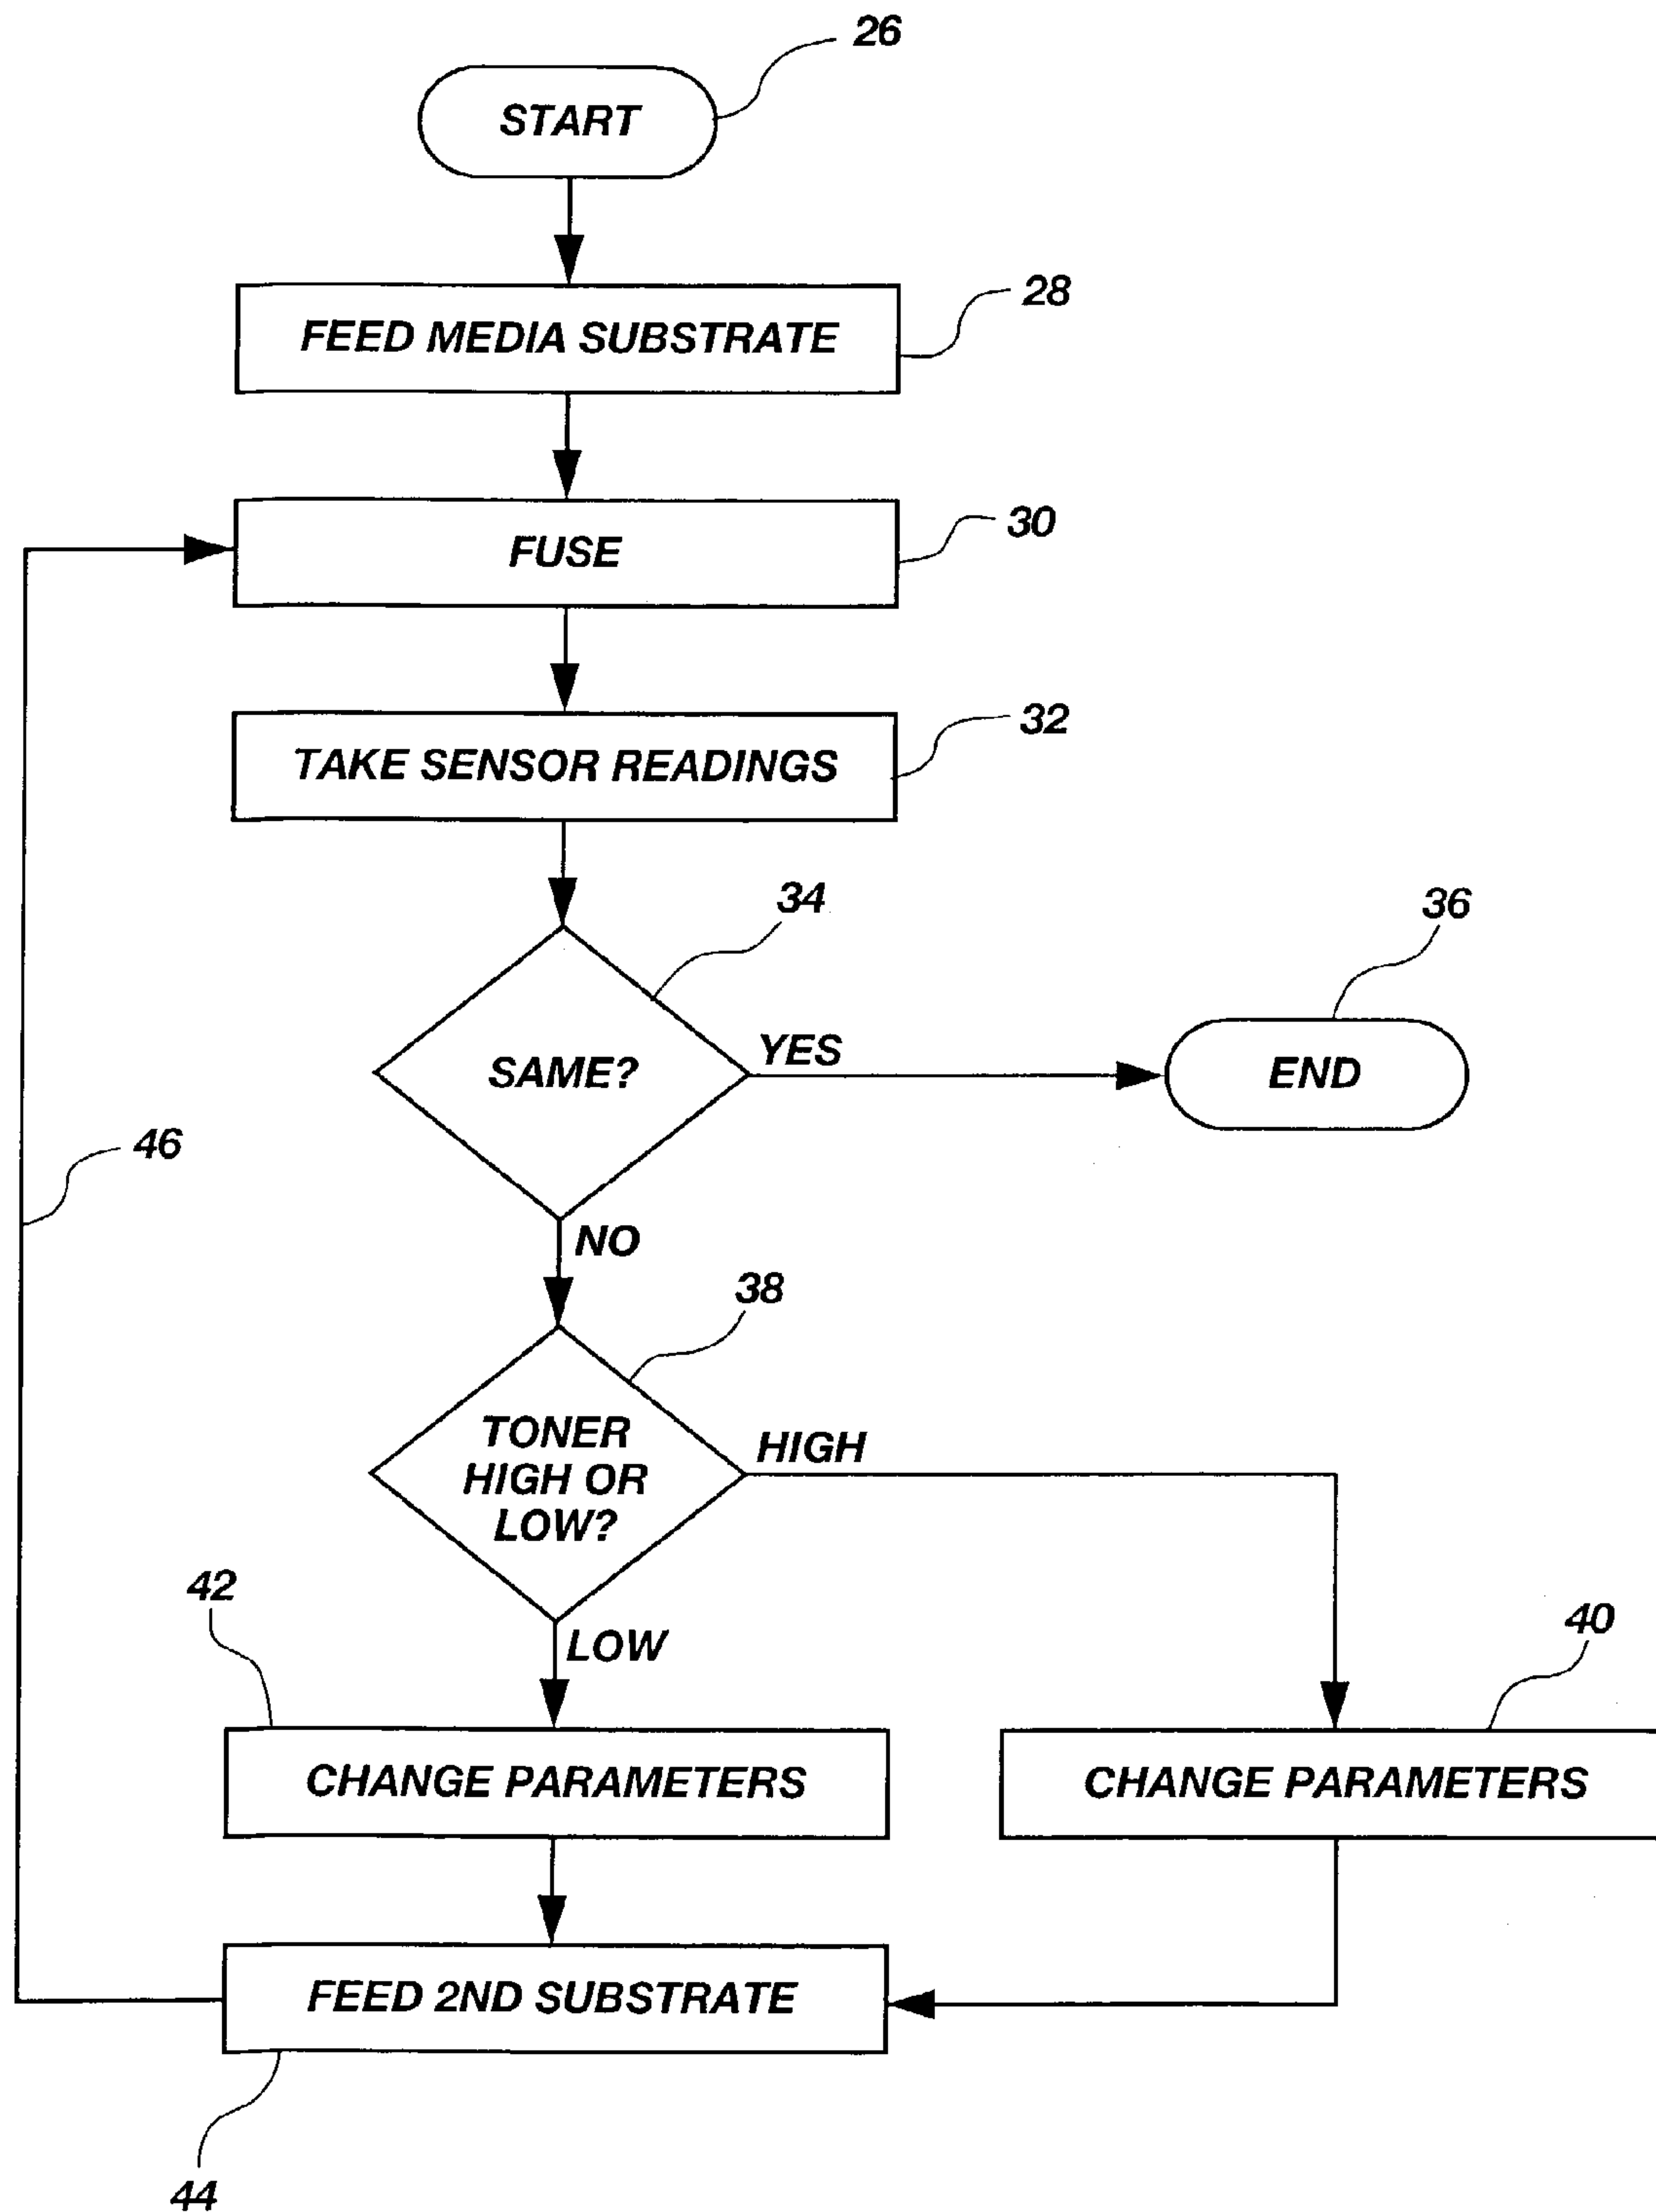 26
START
28
FEED MEDIA SUBSTRATE
30
FUSE
32
TAKE SENSOR READINGS
34
36
SAME?
YES
END
46
NO
38
TONER
HIGH OR
LOW?
HIGH
42
LOW
40
CHANGE PARAMETERS
CHANGE PARAMETERS
FEED 2ND SUBSTRATE
44